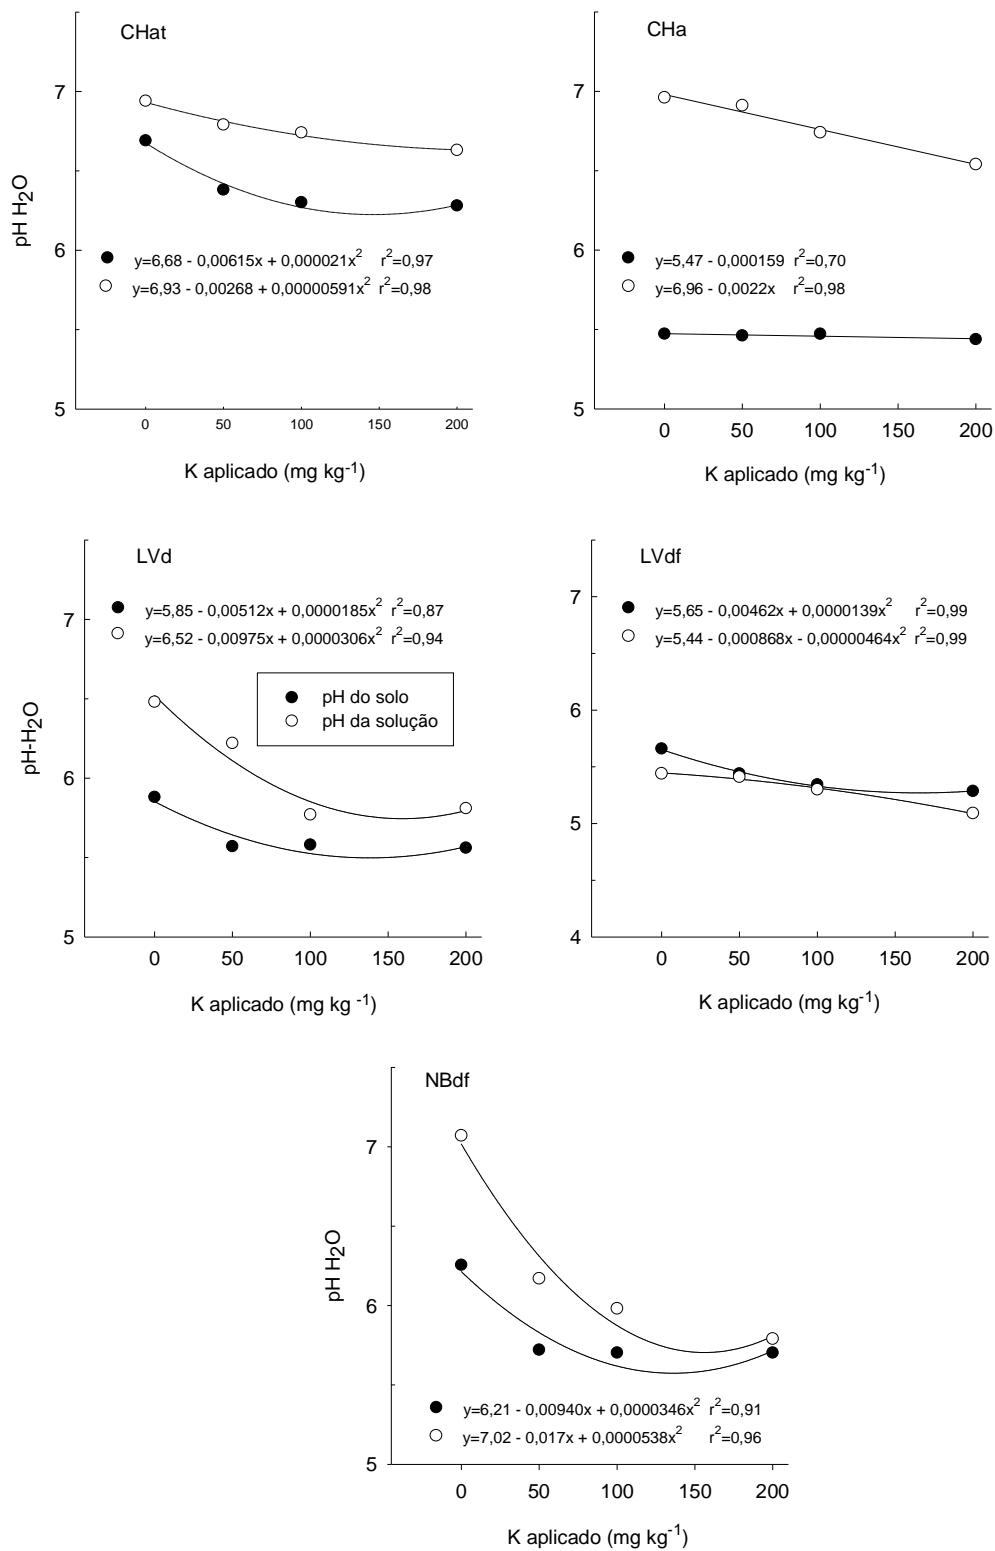 CHat
7
6
5
pH H2O
y=6,68 - 0,00615x + 0,000021x² r²=0,97
y=6,93 - 0,00268 + 0,00000591x² r²=0,98
0 50 100 150 200
K aplicado (mg kg⁻¹)
CHa
7
6
5
y=5,47 - 0,000159 r²=0,70
y=6,96 - 0,0022x r²=0,98
0 50 100 150 200
K aplicado (mg kg⁻¹)
LVd
y=5,85 - 0,00512x + 0,0000185x² r²=0,87
y=6,52 - 0,00975x + 0,0000306x² r²=0,94
7
6
5
pH-H2O
pH do solo
pH da solução
0 50 100 150 200
K aplicado (mg kg ⁻¹)
LVdf
y=5,65 - 0,00462x + 0,0000139x² r²=0,99
y=5,44 - 0,000868x - 0,00000464x² r²=0,99
7
6
5
4
0 50 100 150 200
K aplicado (mg kg⁻¹)
NBdf
7
6
5
pH H2O
y=6,21 - 0,00940x + 0,0000346x² r²=0,91
y=7,02 - 0,017x + 0,0000538x² r²=0,96
0 50 100 150 200
K aplicado (mg kg⁻¹)